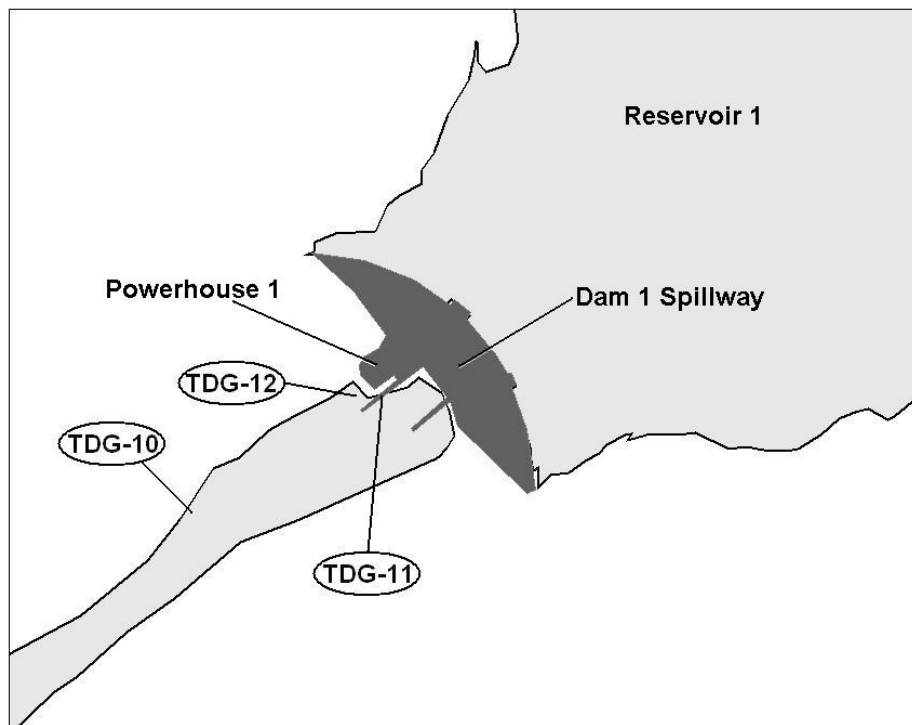 Reservoir 1
Powerhouse 1
Dam 1 Spillway
TDG-12
TDG-10
TDG-11